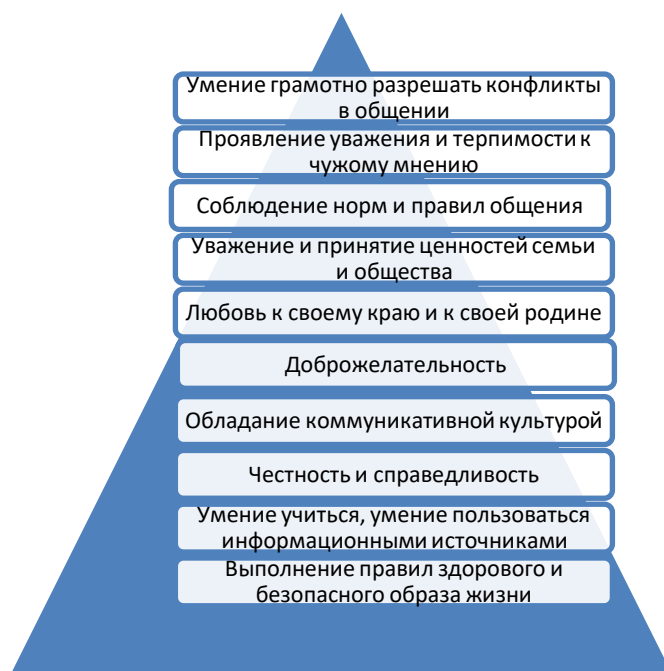 Умение грамотно разрешать конфликты
в общении
Проявление уважения и терпимости к
чужому мнению
Соблюдение норм и правил общения
Уважение и принятие ценностей семьи
и общества
Любовь к своему краю и к своей родине
Доброжелательность
Обладание коммуникативной культурой
Честность и справедливость
Умение учиться, умение пользоваться
информационными источниками
Выполнение правил здорового и
безопасного образа жизни